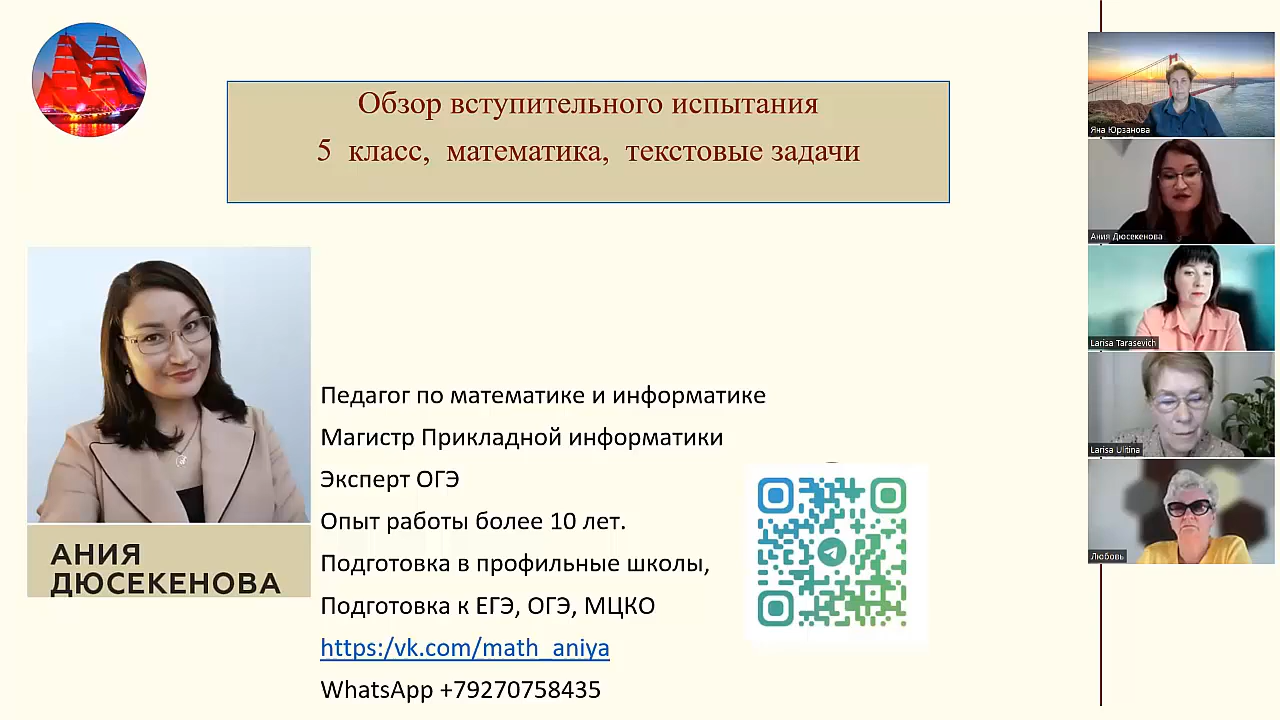 Обзор вступительного испытания
5 класс, математика, текстовые задачи
АНИЯ
ДЮСЕКЕНОВА
Педагог по математике и информатике
Магистр Прикладной информатики
Эксперт ОГЭ
Опыт работы более 10 лет.
Подготовка в профильные школы,
Подготовка к ЕГЭ, ОГЭ, МЦКО
https:/vk.com/math_aniya
WhatsApp +79270758435
Яна Юрзанова
Ания Дюсекенова
Larisa Tarasevich
Larisa Ulitina
Любовь